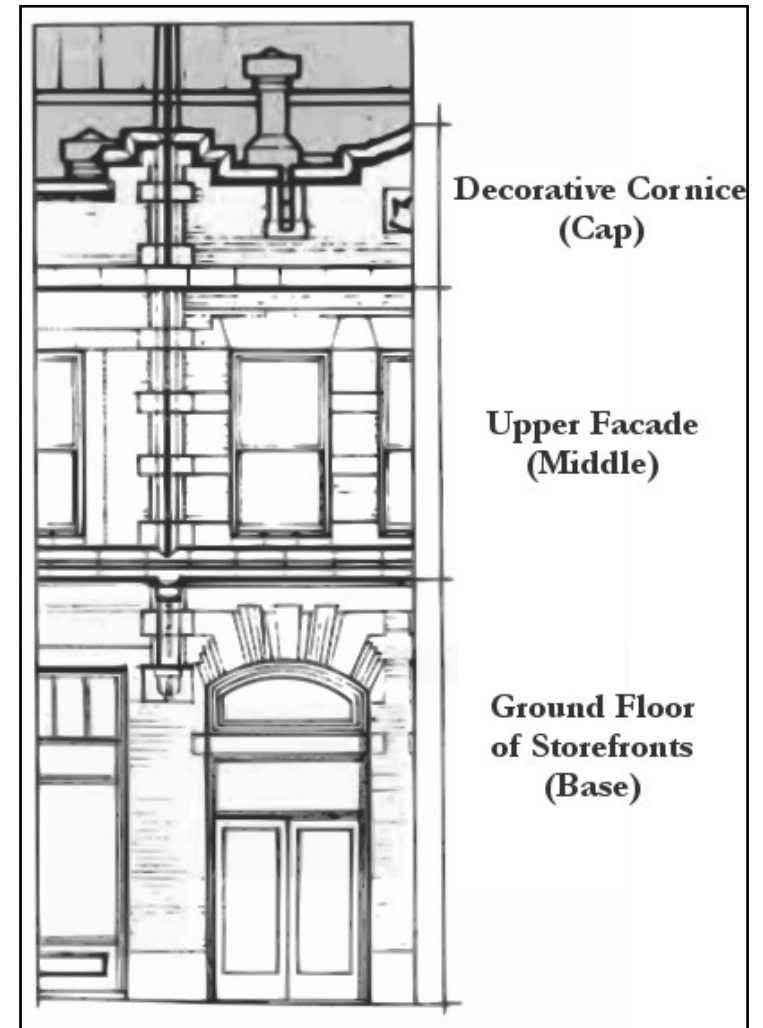 Decorative Cornice
(Cap)
Upper Facade
(Middle)
Ground Floor
of Storefronts
(Base)